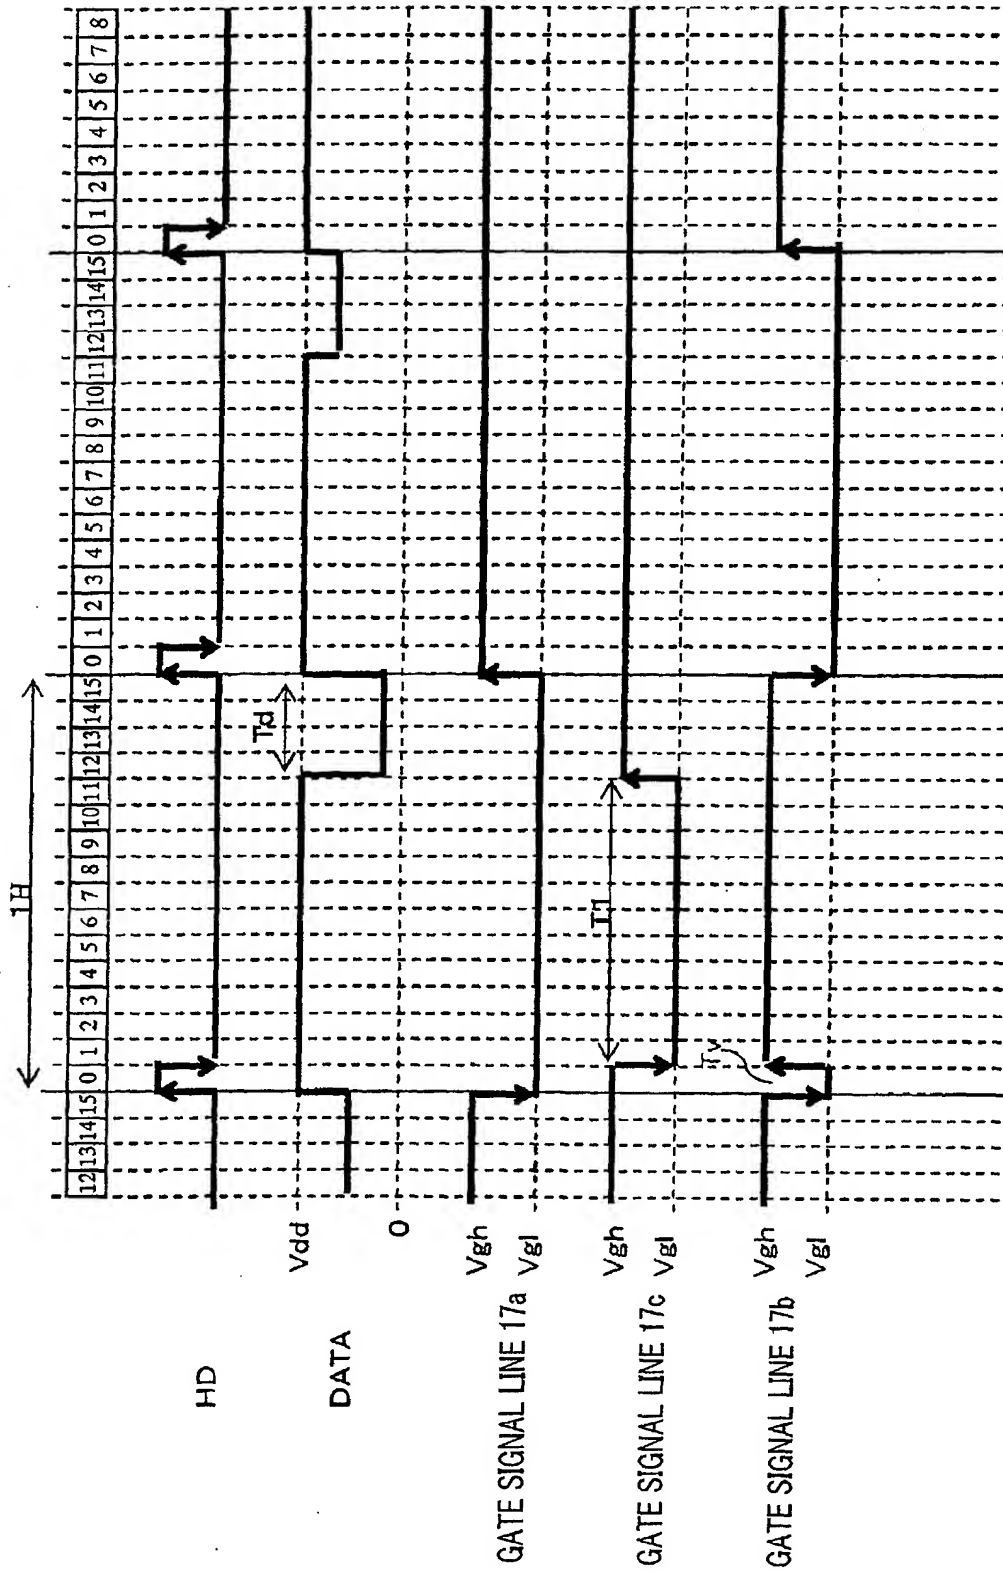 1H
12 13 14 15 0 1 2 3 4 5 6 7 8 9 10 11 12 13 14 15 0 1 2 3 4 5 6 7 8 9 10 11 12 13 14 15 0 1 2 3 4 5 6 7 8
HD
Td
Vdd
DATA
0
Vgh
GATE SIGNAL LINE 17a
Vgl
T1
Vgh
GATE SIGNAL LINE 17c
Vgl
Tv
Vgh
GATE SIGNAL LINE 17b
Vgl